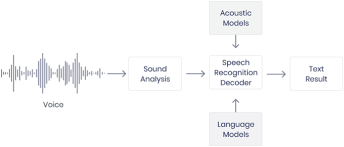 Acoustic
Models
Voice
Sound
Analysis
Speech
Recognition
Decoder
Text
Result
Language
Models